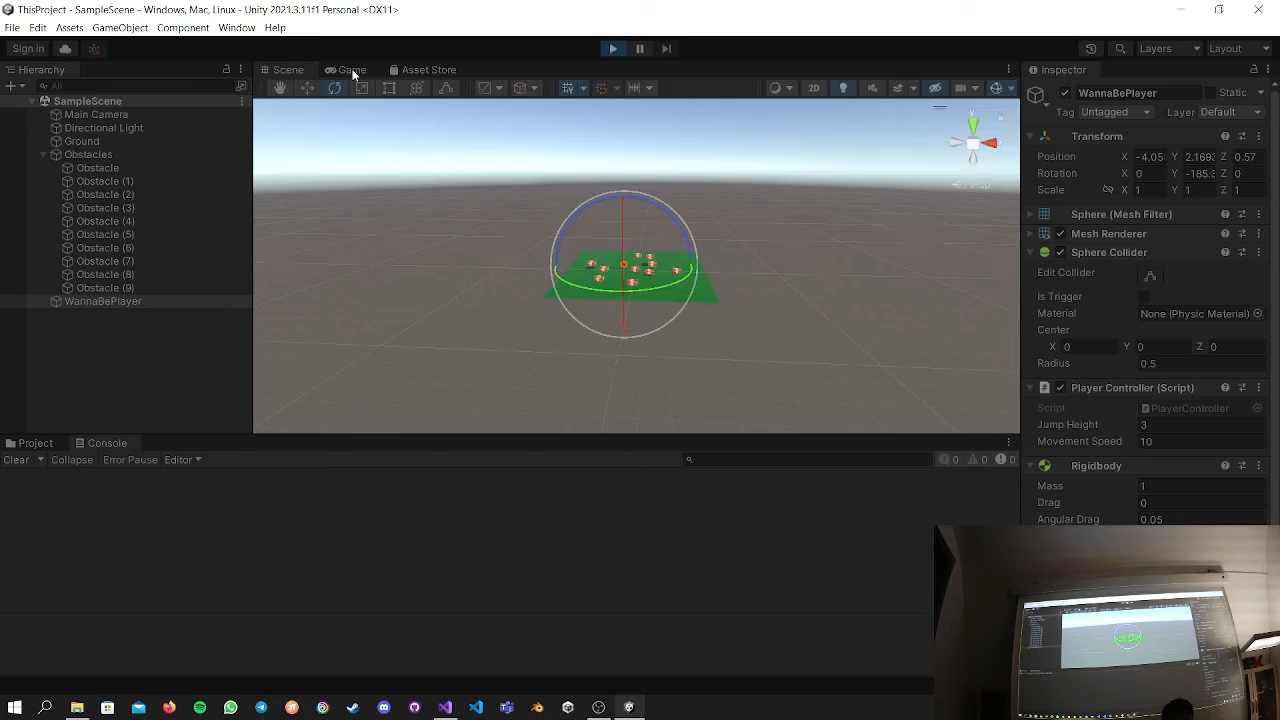 ThisProject - SampleScene - Windows, Mac, Linux - Unity 2021.3.11f1 Personal <DX11>
File Edit Assets GameObject Component Window Help
Sign in Layers Layout
Hierarchy Scene Game Asset Store Inspector
All 2D
SampleScene
Main Camera
Directional Light
Ground
Obstacles
Obstacle
Obstacle (1)
Obstacle (2)
Obstacle (3)
Obstacle (4)
Obstacle (5)
Obstacle (6)
Obstacle (7)
Obstacle (8)
Obstacle (9)
WannaBePlayer
y
Persp
WannaBePlayer Static
Tag Untagged Layer Default
Transform
Position X -4.05 Y 2.169 Z 0.57
Rotation X 0 Y -185.3 Z 0
Scale X 1 Y 1 Z 1
Sphere (Mesh Filter)
Mesh Renderer
Sphere Collider
Edit Collider
Is Trigger
Material None (Physic Material)
Center
X 0 Y 0 Z 0
Radius 0.5
Player Controller (Script)
Script PlayerController
Jump Height 3
Movement Speed 10
Rigidbody
Mass 1
Drag 0
Angular Drag 0.05
Project Console
Clear Collapse Error Pause Editor 0 0 0